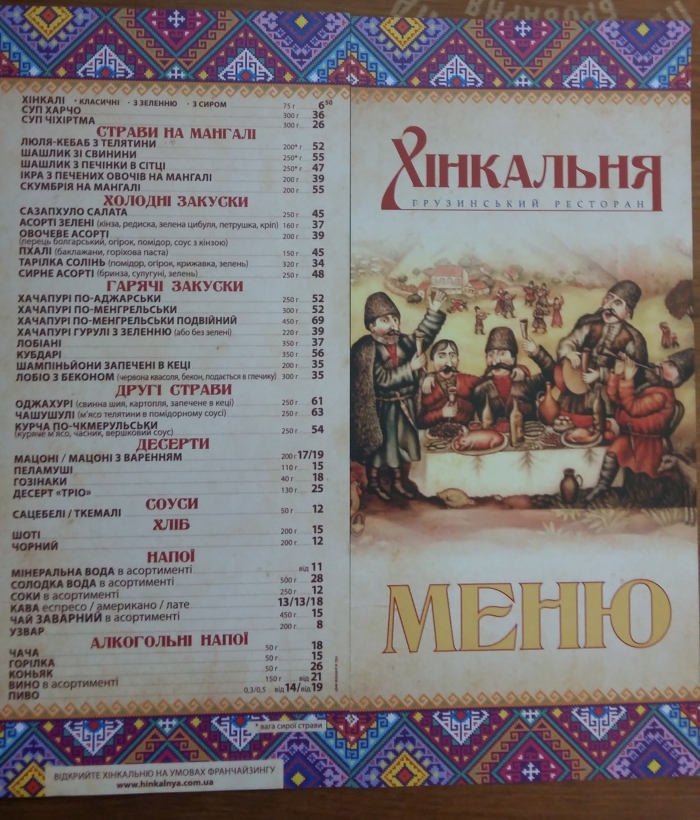 ХІНКАЛІ • КЛАСИЧНІ • З ЗЕЛЕННЮ • З СИРОМ 75 г 6⁵⁰
СУП ХАРЧО 300 г 36
СУП ЧІХІРТМА 300 г 26
СТРАВИ НА МАНГАЛІ
ЛЮЛЯ-КЕБАБ З ТЕЛЯТИНИ 200* г 52
ШАШЛИК ЗІ СВИНИНИ 250* г 55
ШАШЛИК З ПЕЧІНКИ В СІТЦІ 250* г 47
ІКРА З ПЕЧЕНИХ ОВОЧІВ НА МАНГАЛІ 200 г 39
СКУМБРІЯ НА МАНГАЛІ 200 г 55
ХОЛОДНІ ЗАКУСКИ
САЗАПХУЛО САЛАТА 250 г 45
АСОРТІ ЗЕЛЕНІ (кінза, редиска, зелена цибуля, петрушка, кріп) 160 г 37
ОВОЧЕВЕ АСОРТІ 200 г 39
(перець болгарський, огірок, помідор, соус з кінзою)
ПХАЛІ (баклажани, горіхова паста) 150 г 45
ТАРІЛКА СОЛІНЬ (помідор, огірок, крижавка, зелень) 320 г 34
СИРНЕ АСОРТІ (бринза, сулугуні, зелень) 250 г 48
ГАРЯЧІ ЗАКУСКИ
ХАЧАПУРІ ПО-АДЖАРСЬКИ 250 г 52
ХАЧАПУРІ ПО-МЕНГРЕЛЬСЬКИ 300 г 52
ХАЧАПУРІ ПО-МЕНГРЕЛЬСЬКИ ПОДВІЙНИЙ 450 г 69
ХАЧАПУРІ ГУРУЛІ З ЗЕЛЕННЮ (або без зелені) 220 г 39
ЛОБІАНІ 350 г 37
КУБДАРІ 350 г 56
ШАМПІНЬЙОНИ ЗАПЕЧЕНІ В КЕЦІ 200 г 35
ЛОБІО З БЕКОНОМ (червона квасоля, бекон, подається в глечику) 300 г 35
ДРУГІ СТРАВИ
ОДЖАХУРІ (свинна шия, картопля, запечене в кеці) 250 г 61
ЧАШУШУЛІ (м'ясо телятини в помідорному соусі) 250 г 63
КУРЧА ПО-ЧКМЕРУЛЬСЬКИ 250 г 54
(куряче м'ясо, часник, вершковий соус)
ДЕСЕРТИ
МАЦОНІ / МАЦОНІ З ВАРЕННЯМ 200 г 17/19
ПЕЛАМУШІ 110 г 15
ГОЗІНАКИ 40 г 18
ДЕСЕРТ «ТРІО» 130 г 25
СОУСИ
САЦЕБЕЛІ / ТКЕМАЛІ 50 г 12
ХЛІБ
ШОТІ 200 г 15
ЧОРНИЙ 200 г 12
НАПОЇ
МІНЕРАЛЬНА ВОДА в асортименті від 11
СОЛОДКА ВОДА в асортименті 500 г 28
СОКИ в асортименті 250 г 12
КАВА еспресо / американо / лате 13/13/18
ЧАЙ ЗАВАРНИЙ в асортименті 450 г 15
УЗВАР 200 г 8
АЛКОГОЛЬНІ НАПОЇ
ЧАЧА 50 г 18
ГОРІЛКА 50 г 15
КОНЬЯК 50 г 26
ВИНО в асортименті 150 г від 21
ПИВО 0,3/0,5 від 14/від 19
* вага сирої страви
ВІДКРИЙТЕ ХІНКАЛЬНЮ НА УМОВАХ ФРАНЧАЙЗИНГУ
www.hinkalnya.com.ua
ХІНКАЛЬНЯ
ГРУЗИНСЬКИЙ РЕСТОРАН
МЕНЮ